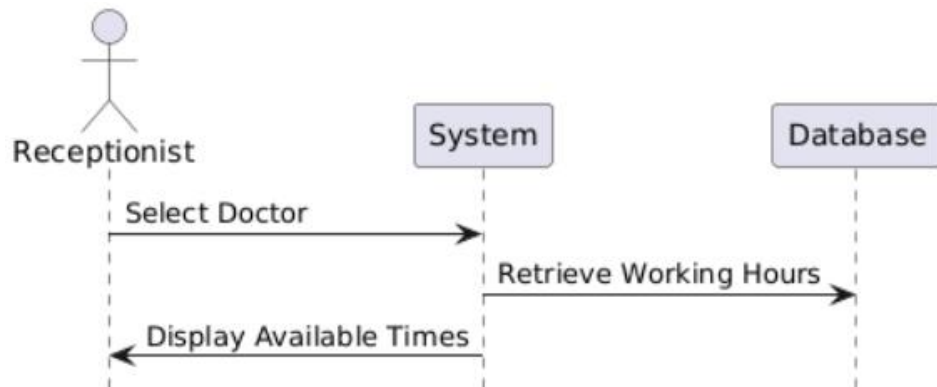 Receptionist
System
Database
Select Doctor
Retrieve Working Hours
Display Available Times